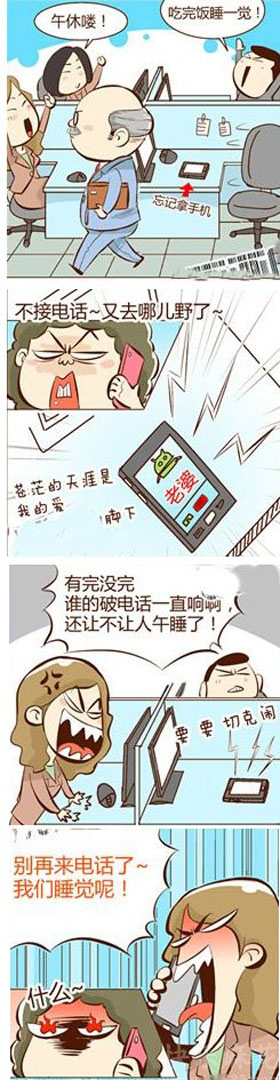 午休喽！
吃完饭睡一觉！
忘记拿手机
不接电话~又去哪儿野了~
老婆
苍茫的天涯是
我的爱
脚下
有完没完
谁的破电话一直响啊，
还让不让人午睡了！
要 要 切克闹
别再来电话了~
我们睡觉呢！
什么~